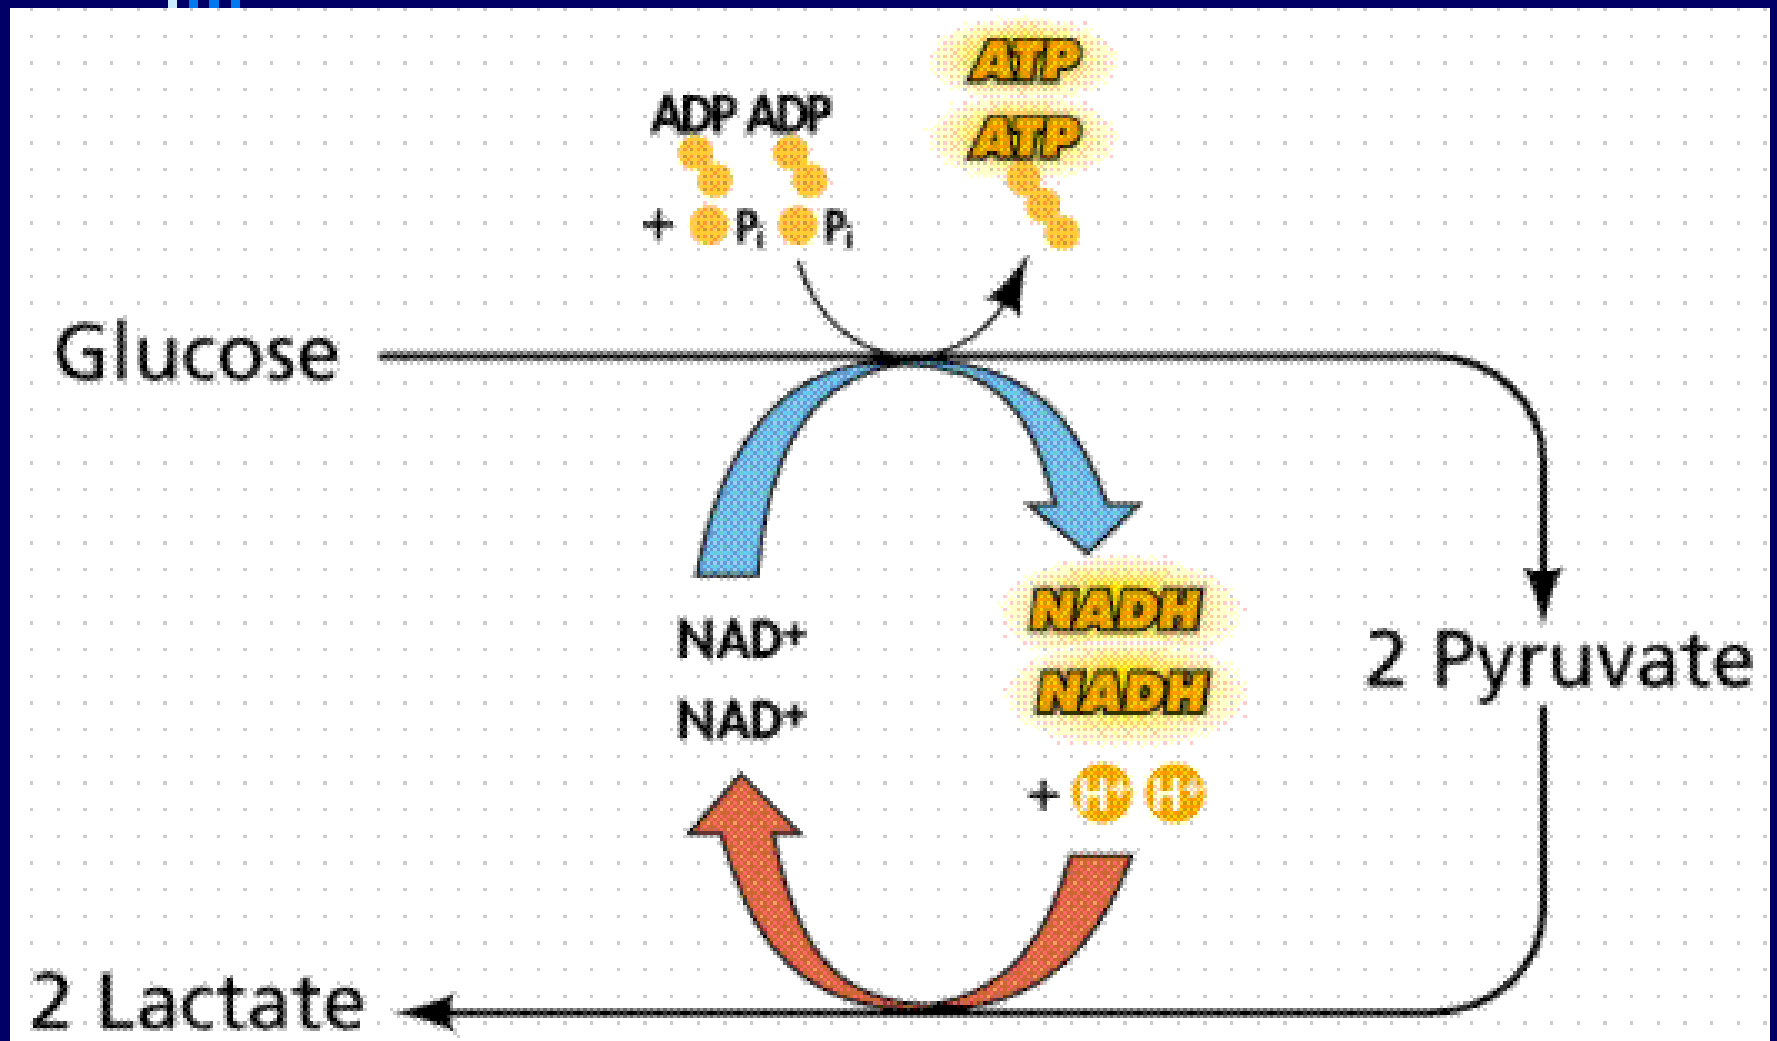 ATP
ATP
ADP ADP
+ Pi Pi
Glucose
NADH
NAD+
2 Pyruvate
NADH
NAD+
+ H+ H+
2 Lactate